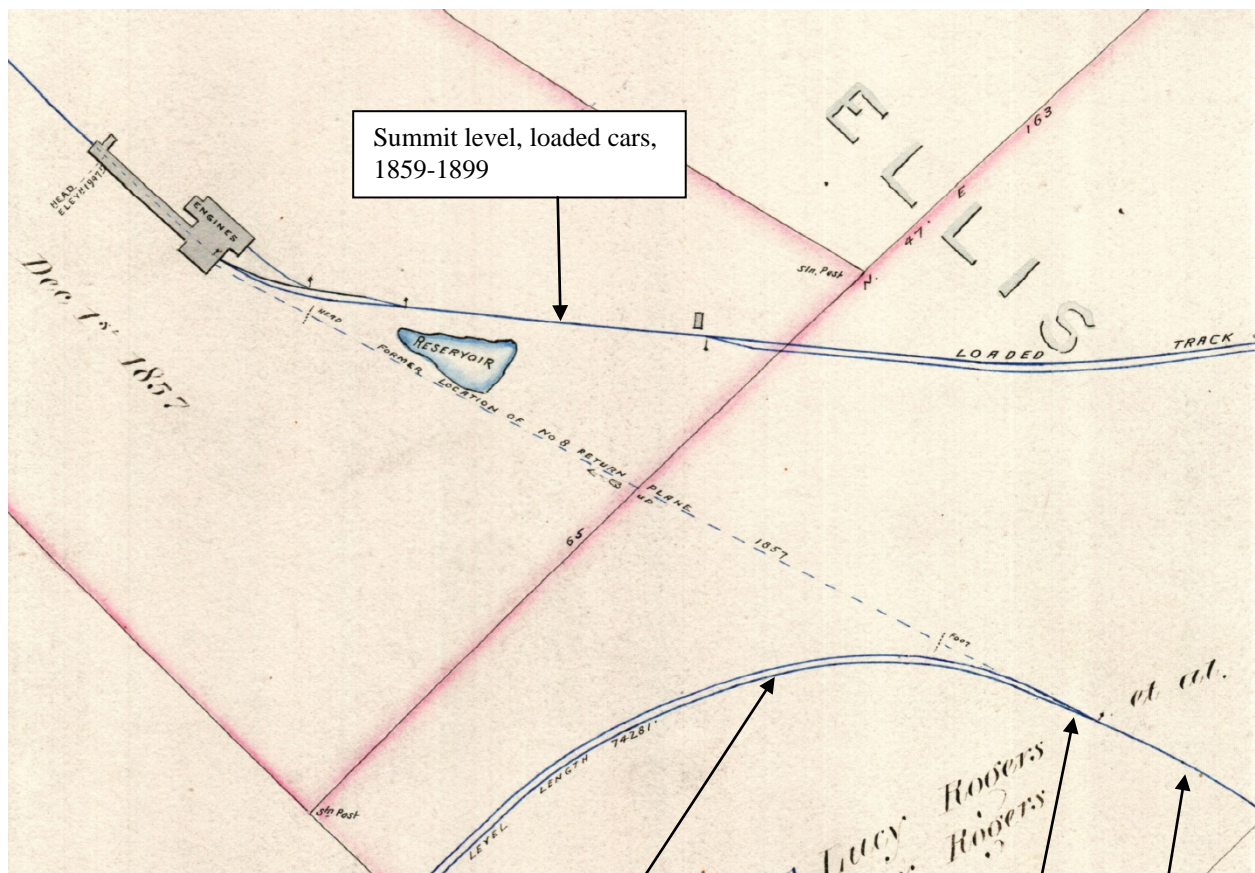 Summit level, loaded cars,
1859-1899
ELLIS
163
E
47.
N.
Stn. Post
HEAD
ENGINES
HEAD
RESERVOIR
LOADED TRACK
Dec 1st 1857
FORMER LOCATION OF NO 8 RETURN PLANE 1857
UP
65
FOOT
LEVEL LENGTH 74281.
et al.
Stn Post
Lucy Rogers
Rogers